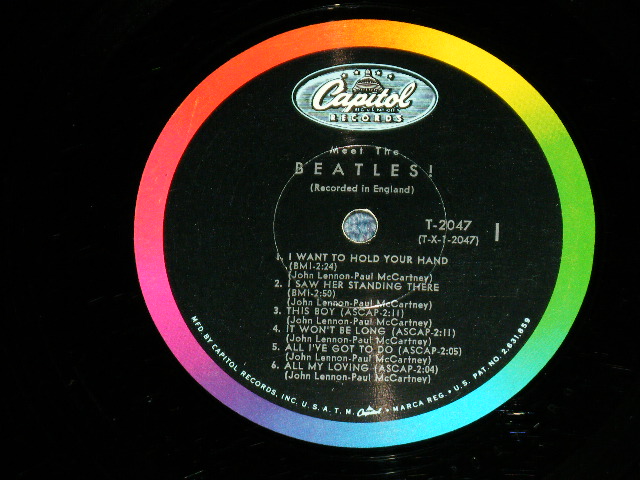 Capitol
RECORDS
Meet The
BEATLES!
(Recorded in England)
T-2047
(T-X-1-2047)
1
1. I WANT TO HOLD YOUR HAND
(BMI-2:24)
(John Lennon-Paul McCartney)
2. I SAW HER STANDING THERE
(BMI-2:50)
(John Lennon-Paul McCartney)
3. THIS BOY (ASCAP-2:11)
(John Lennon-Paul McCartney)
4. IT WON'T BE LONG (ASCAP-2:11)
(John Lennon-Paul McCartney)
5. ALL I'VE GOT TO DO (ASCAP-2:05)
(John Lennon-Paul McCartney)
6. ALL MY LOVING (ASCAP-2:04)
(John Lennon-Paul McCartney)
MFD. BY CAPITOL RECORDS, INC. U.S.A. T.M. Capitol • MARCA REG. • U.S. PAT. NO. 2,631,859